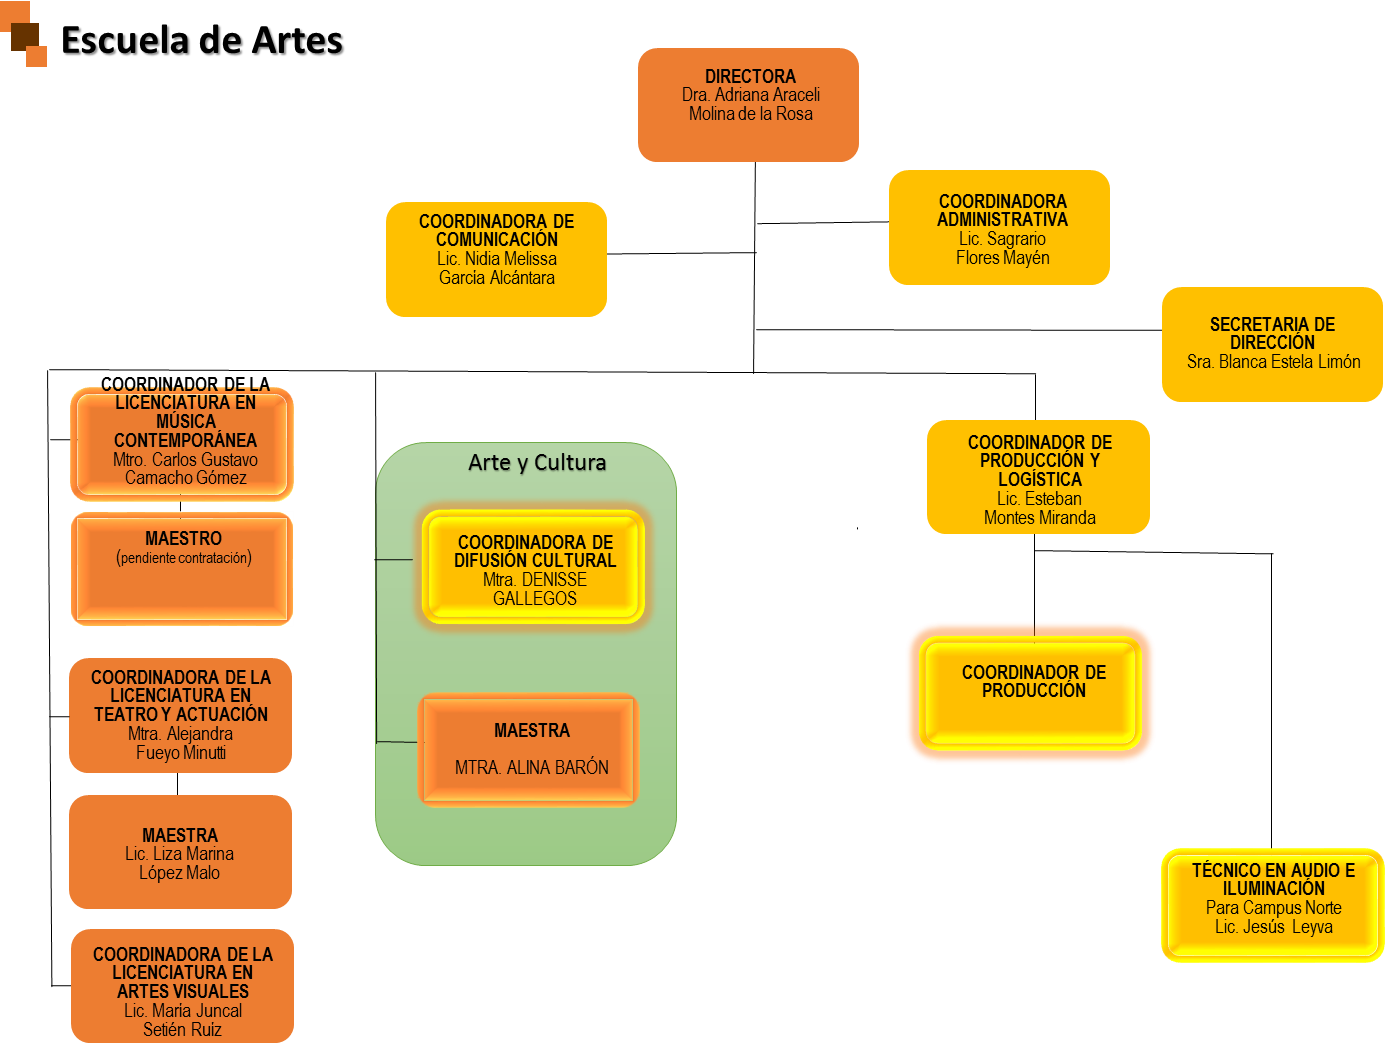 Escuela de Artes
DIRECTORA
Dra. Adriana Araceli
Molina de la Rosa
COORDINADORA
ADMINISTRATIVA
Lic. Sagrario
Flores Mayén
COORDINADORA DE
COMUNICACIÓN
Lic. Nidia Melissa
García Alcántara
SECRETARIA DE
DIRECCIÓN
Sra. Blanca Estela Limón
COORDINADOR DE LA
LICENCIATURA EN
MÚSICA
CONTEMPORÁNEA
Mtro. Carlos Gustavo
Camacho Gómez
MAESTRO
(pendiente contratación)
COORDINADORA DE LA
LICENCIATURA EN
TEATRO Y ACTUACIÓN
Mtra. Alejandra
Fueyo Minutti
MAESTRA
Lic. Liza Marina
López Malo
COORDINADORA DE LA
LICENCIATURA EN
ARTES VISUALES
Lic. María Juncal
Setién Ruiz
Arte y Cultura
COORDINADORA DE
DIFUSIÓN CULTURAL
Mtra. DENISSE
GALLEGOS
MAESTRA
MTRA. ALINA BARÓN
COORDINADOR DE
PRODUCCIÓN Y
LOGÍSTICA
Lic. Esteban
Montes Miranda
COORDINADOR DE
PRODUCCIÓN
TÉCNICO EN AUDIO E
ILUMINACIÓN
Para Campus Norte
Lic. Jesús Leyva